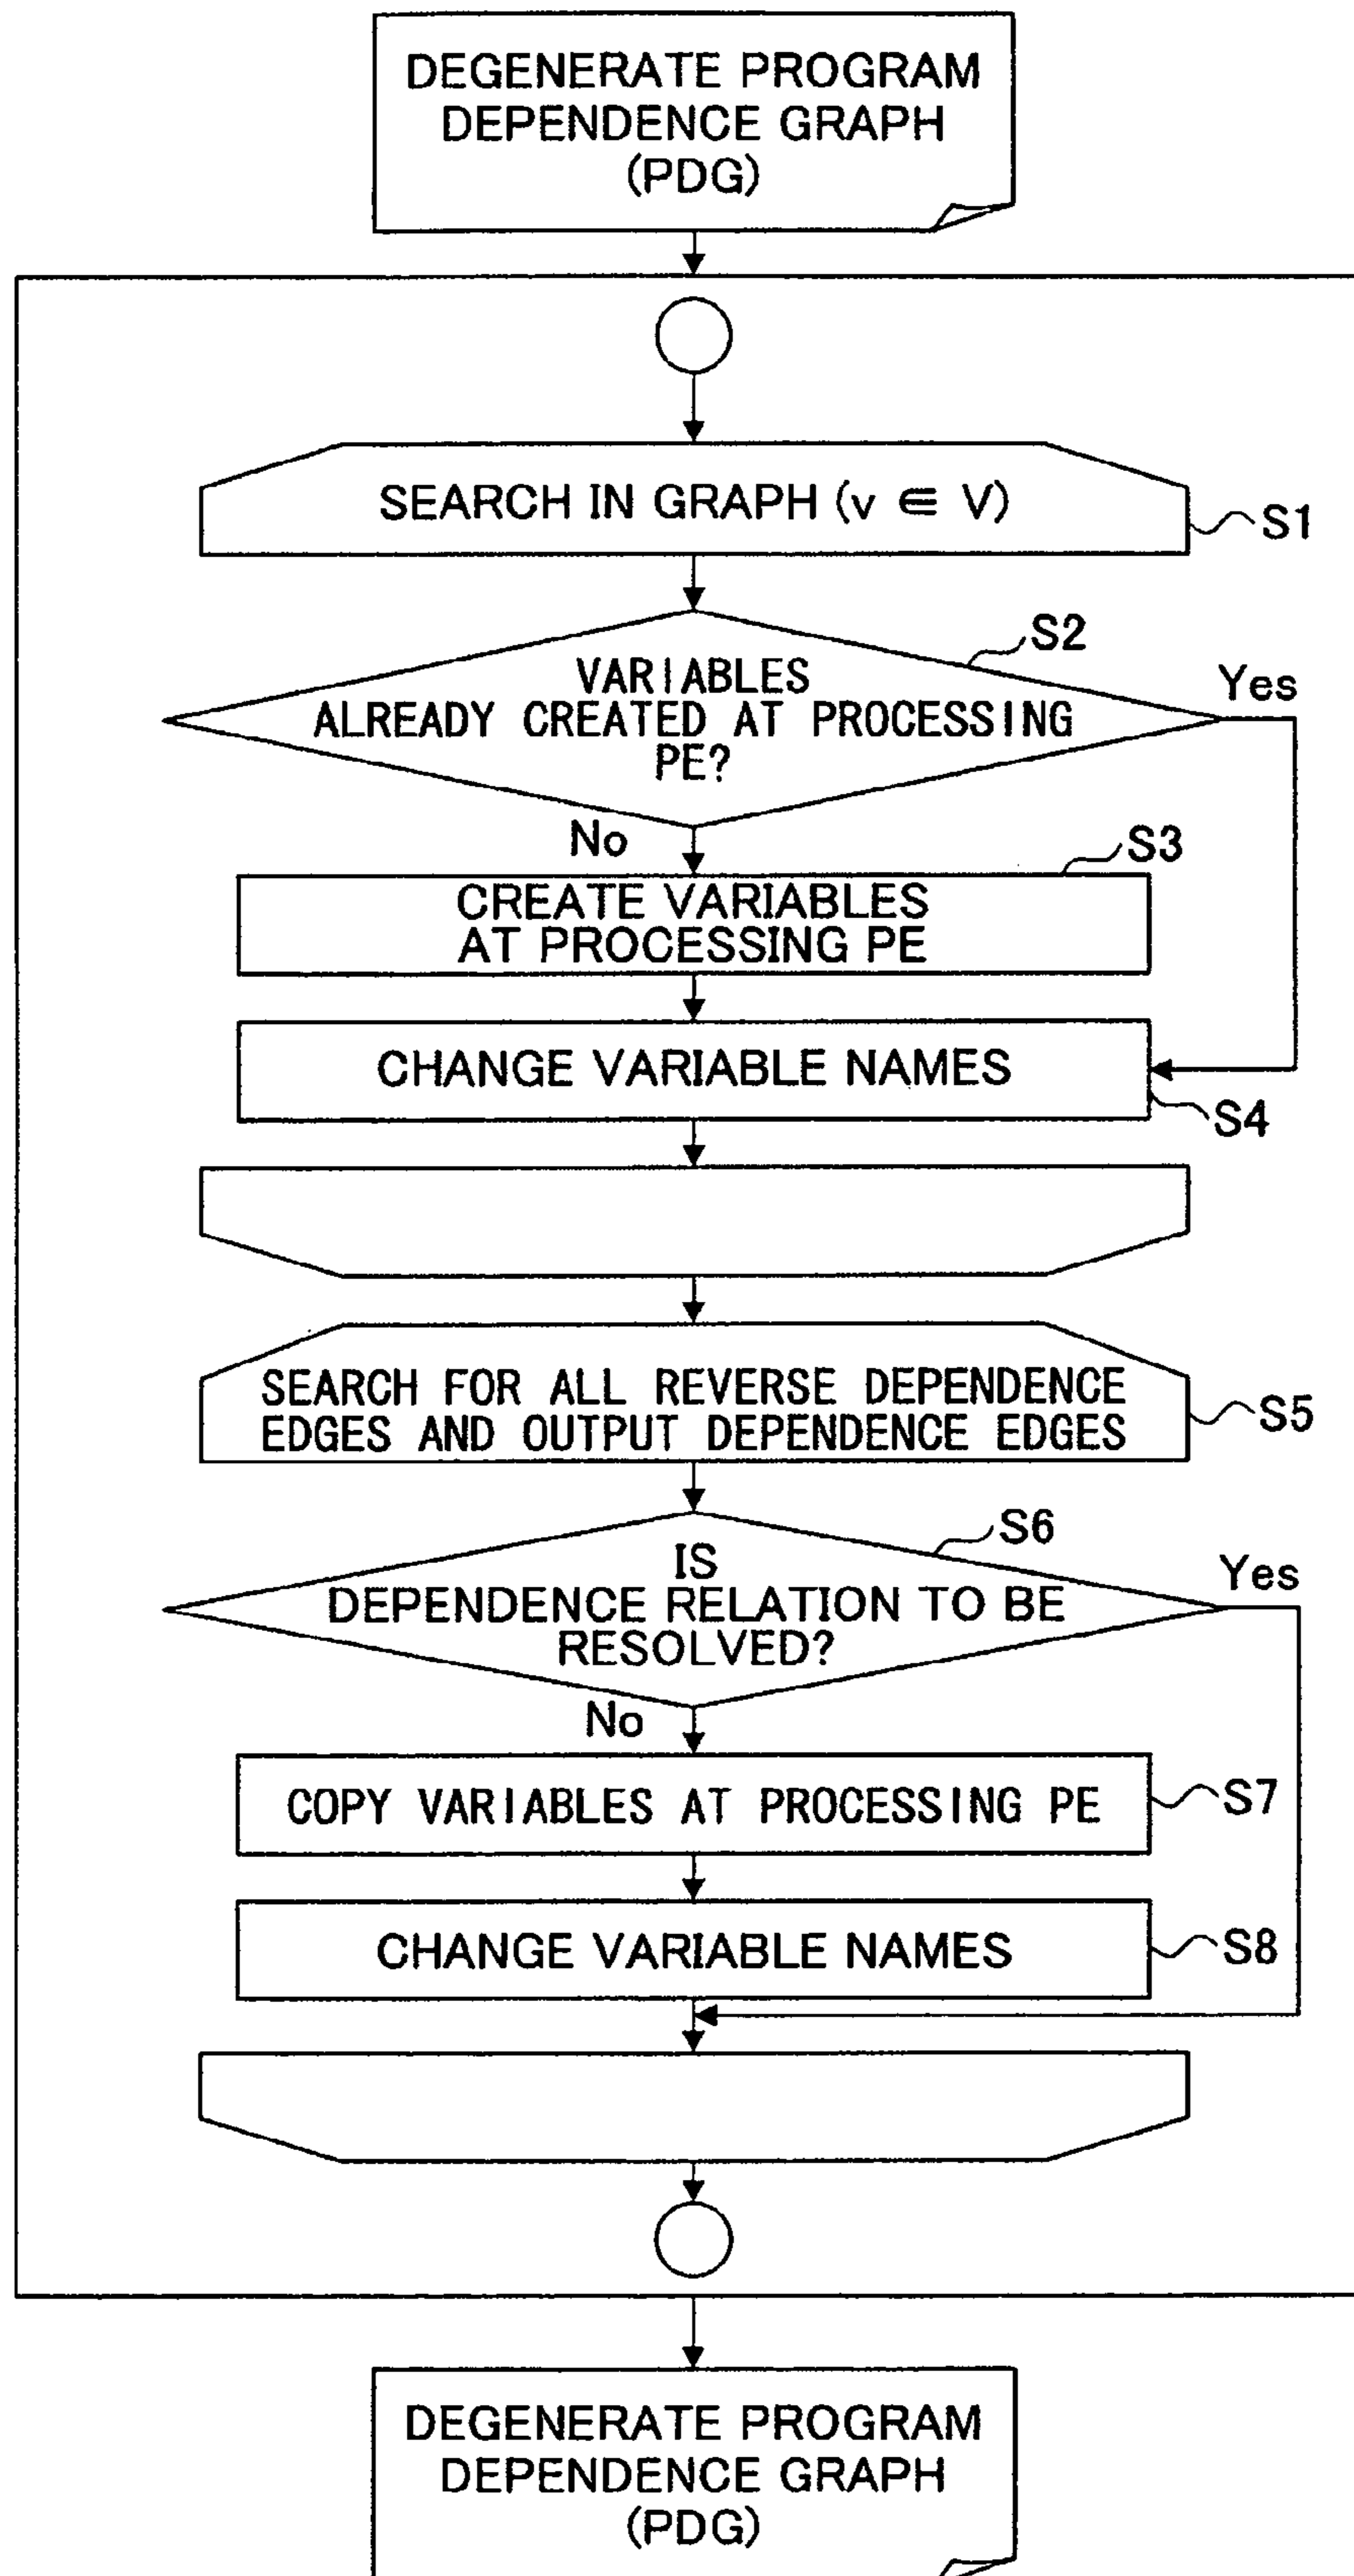 DEGENERATE PROGRAM
DEPENDENCE GRAPH
(PDG)
SEARCH IN GRAPH (v ∈ V)
S1
S2
VARIABLES
ALREADY CREATED AT PROCESSING
PE?
Yes
No
S3
CREATE VARIABLES
AT PROCESSING PE
CHANGE VARIABLE NAMES
S4
SEARCH FOR ALL REVERSE DEPENDENCE
EDGES AND OUTPUT DEPENDENCE EDGES
S5
S6
IS
DEPENDENCE RELATION TO BE
RESOLVED?
Yes
No
COPY VARIABLES AT PROCESSING PE
S7
CHANGE VARIABLE NAMES
S8
DEGENERATE PROGRAM
DEPENDENCE GRAPH
(PDG)